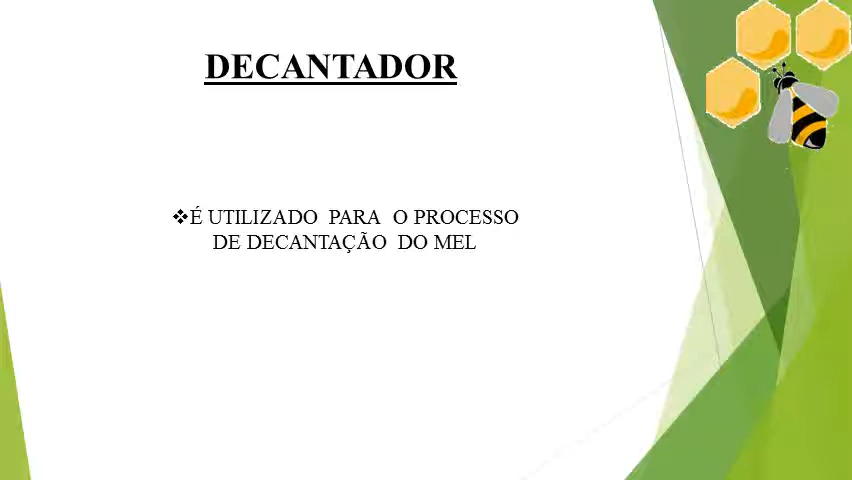 DECANTADOR
❖É UTILIZADO PARA O PROCESSO
DE DECANTAÇÃO DO MEL